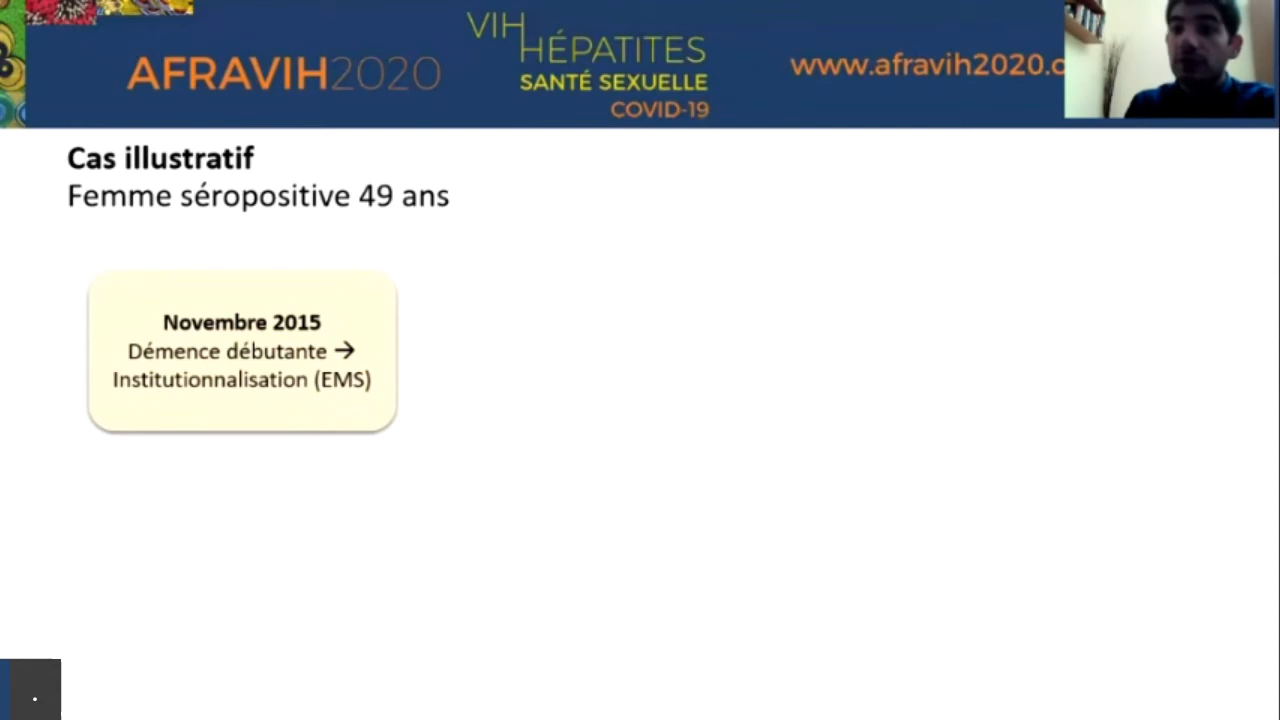 AFRAVIH2020
VIH
HÉPATITES
SANTÉ SEXUELLE
COVID-19
www.afravih2020.o
Cas illustratif
Femme séropositive 49 ans
Novembre 2015
Démence débutante →
Institutionnalisation (EMS)